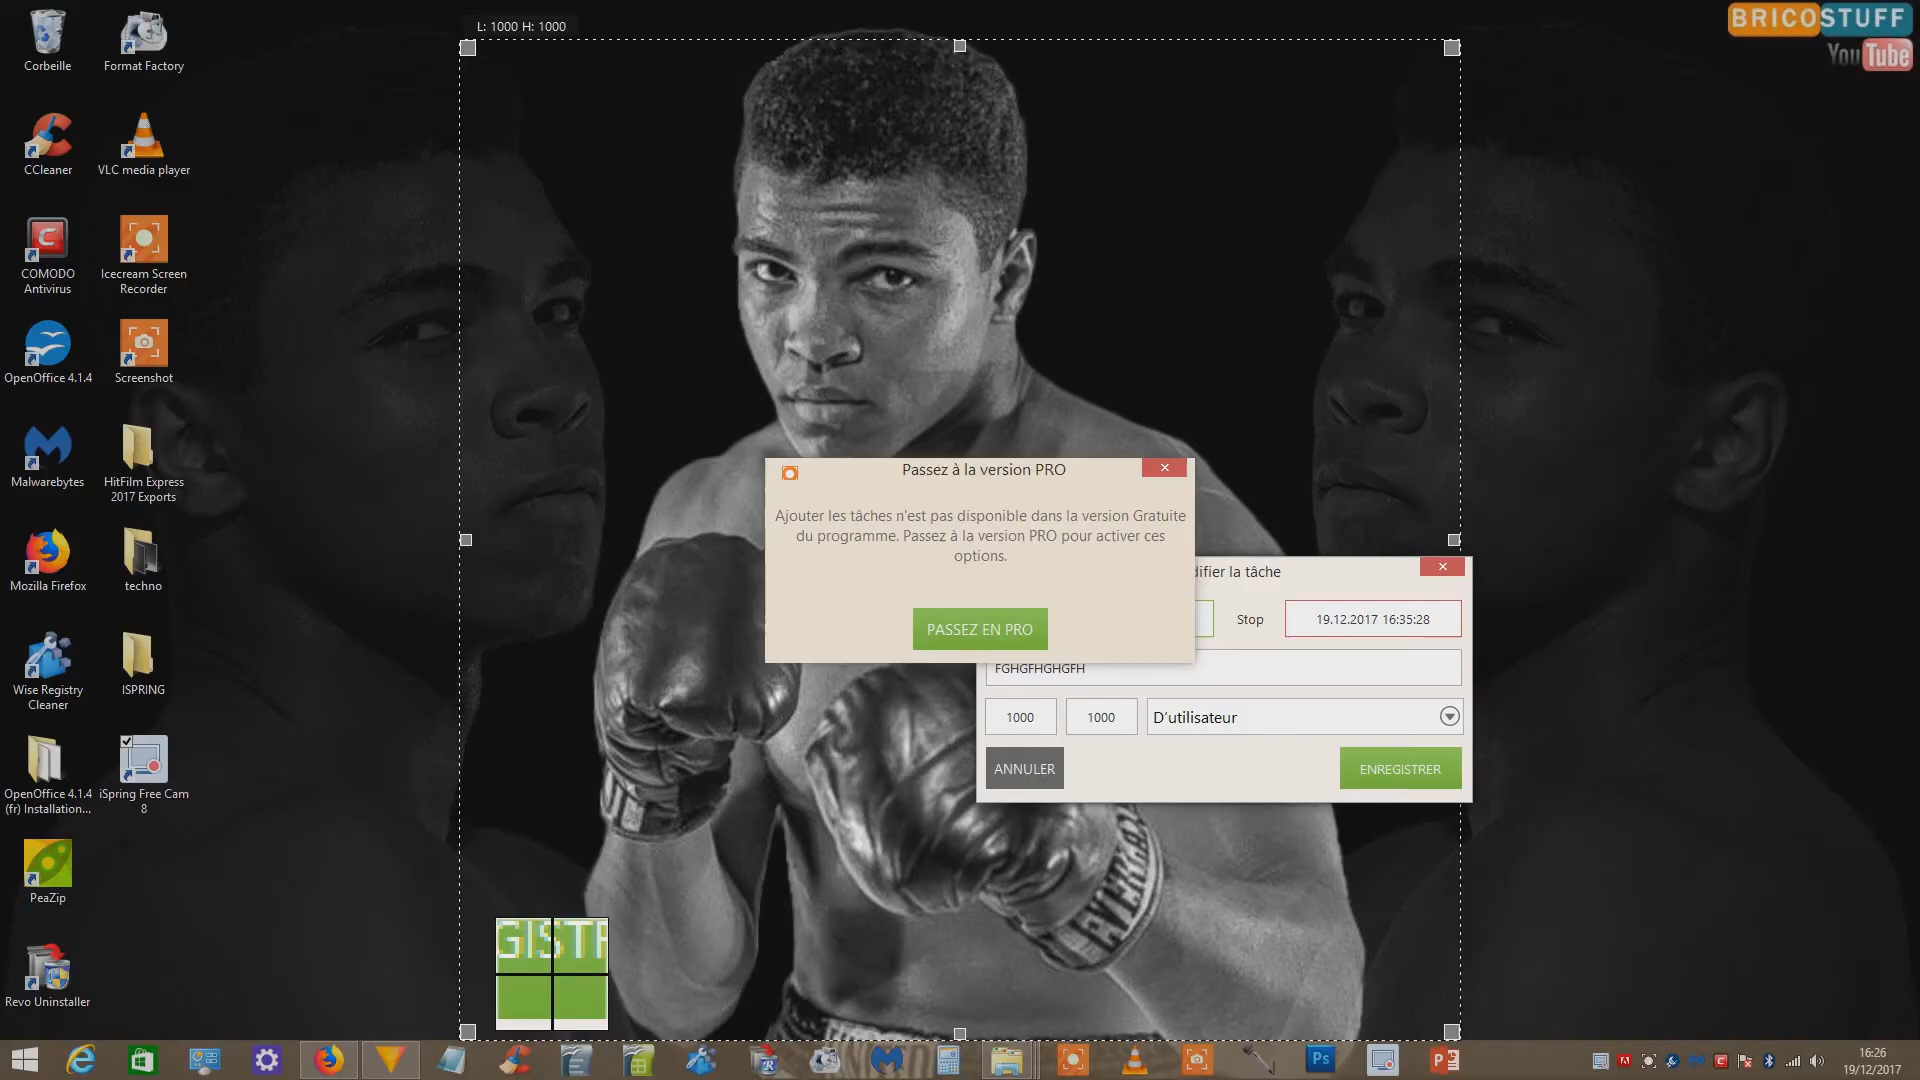 L: 1000 H: 1000
BRICOSTUFF
YouTube
Corbeille
Format Factory
CCleaner
VLC media player
COMODO
Antivirus
Icecream Screen
Recorder
OpenOffice 4.1.4
Screenshot
Malwarebytes
HitFilm Express
2017 Exports
Mozilla Firefox
techno
Wise Registry
Cleaner
ISPRING
OpenOffice 4.1.4
(fr) Installation...
iSpring Free Cam
8
PeaZip
Revo Uninstaller
Passez à la version PRO
Ajouter les tâches n'est pas disponible dans la version Gratuite
du programme. Passez à la version PRO pour activer ces
options.
PASSEZ EN PRO
difier la tâche
Stop
19.12.2017 16:35:28
FGHGFHGHGFH
1000
1000
D'utilisateur
ANNULER
ENREGISTRER
GISTR
EVERLA
Ps
16:26
19/12/2017